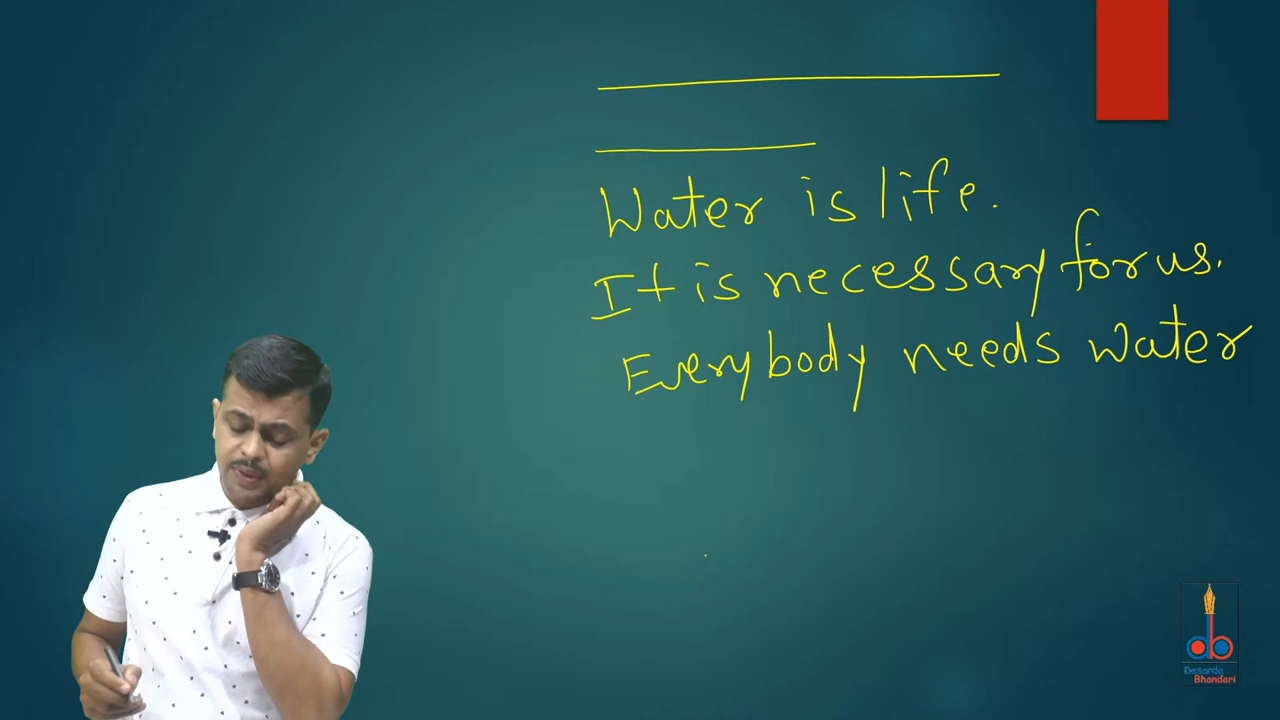 Water is life.
It is necessary for us.
Everybody needs water
Desarda
Bhandari